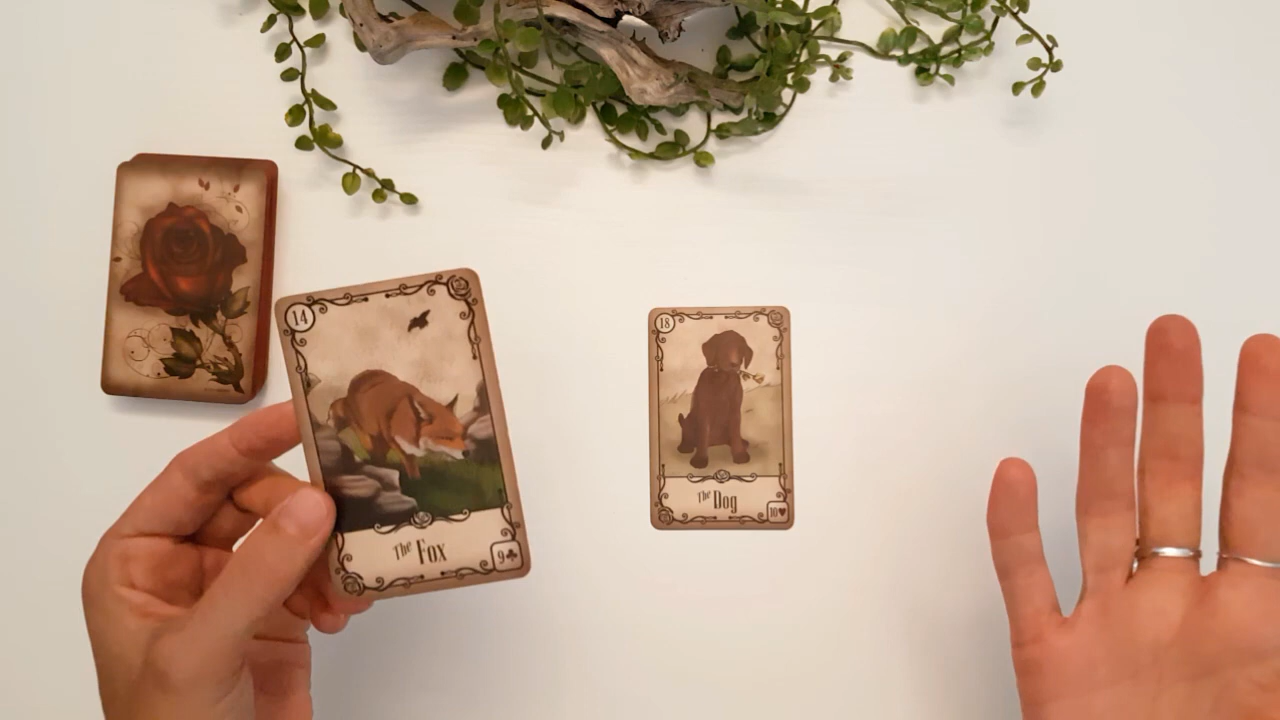 14
The Fox
9♣
18
The Dog
10♥